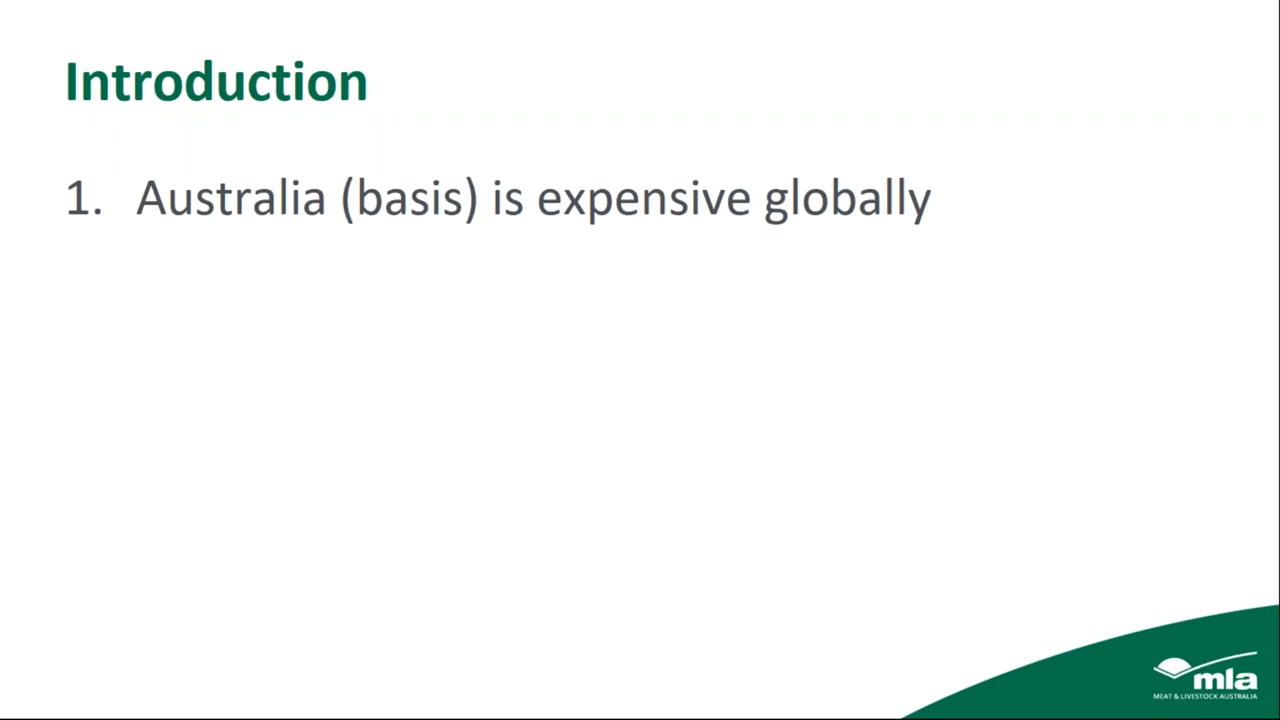 Introduction
1. Australia (basis) is expensive globally
mla
MEAT & LIVESTOCK AUSTRALIA